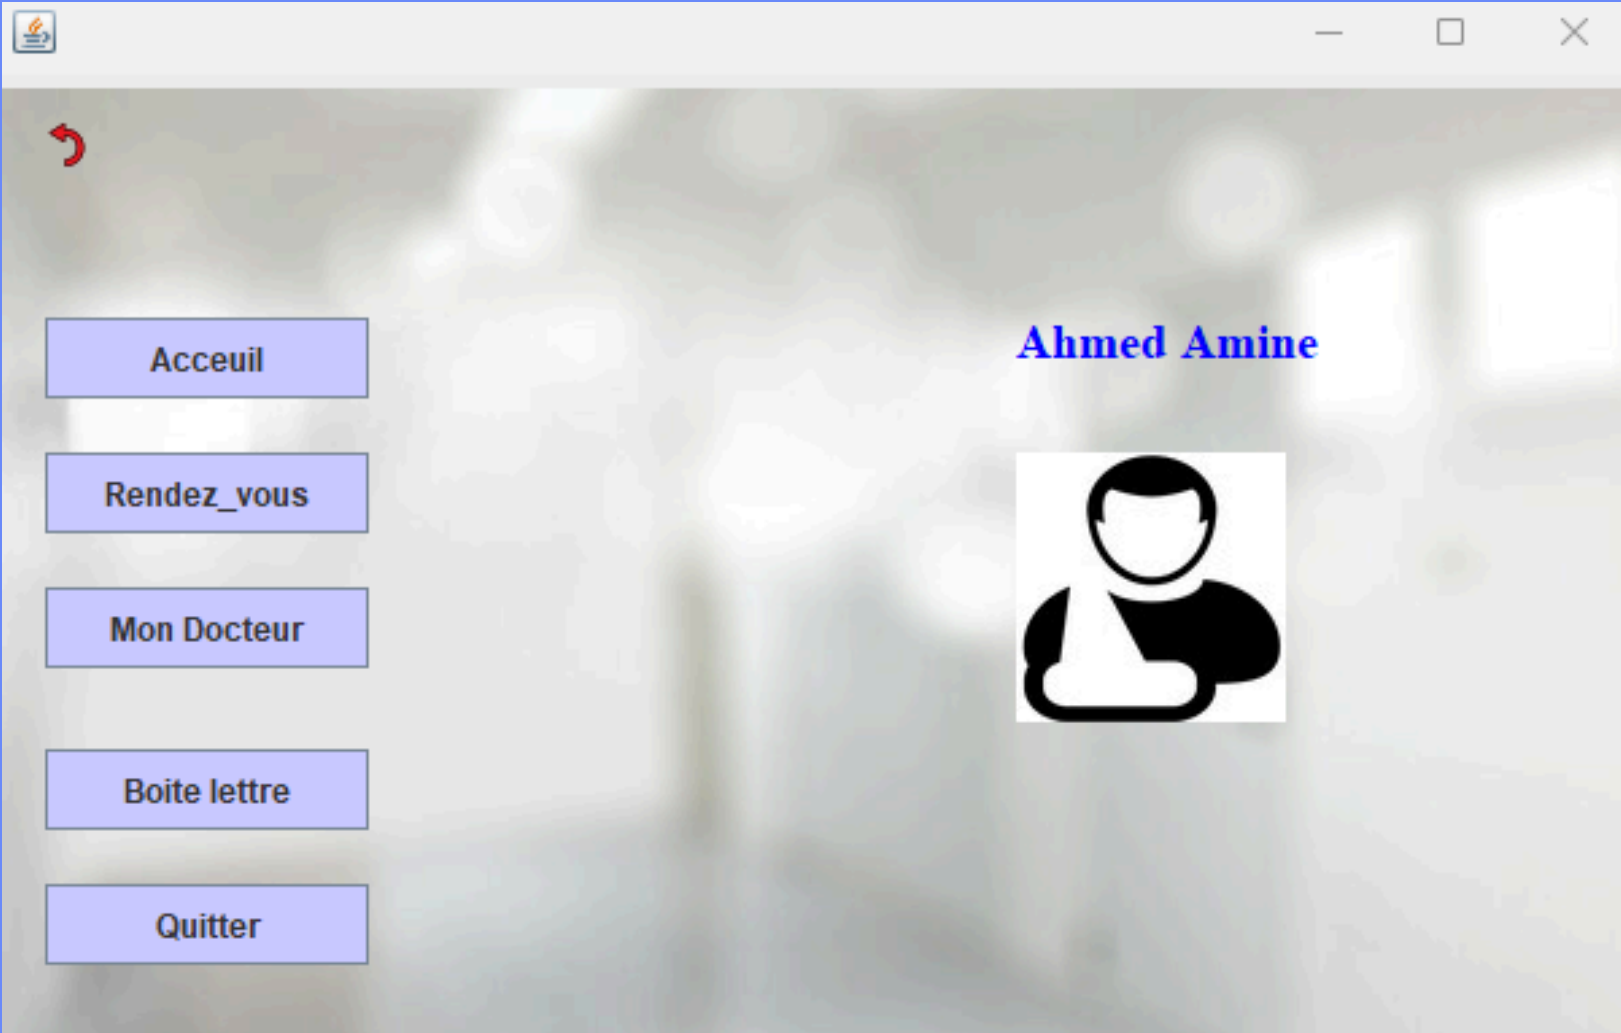 Acceuil
Rendez_vous
Mon Docteur
Boite lettre
Quitter
Ahmed Amine